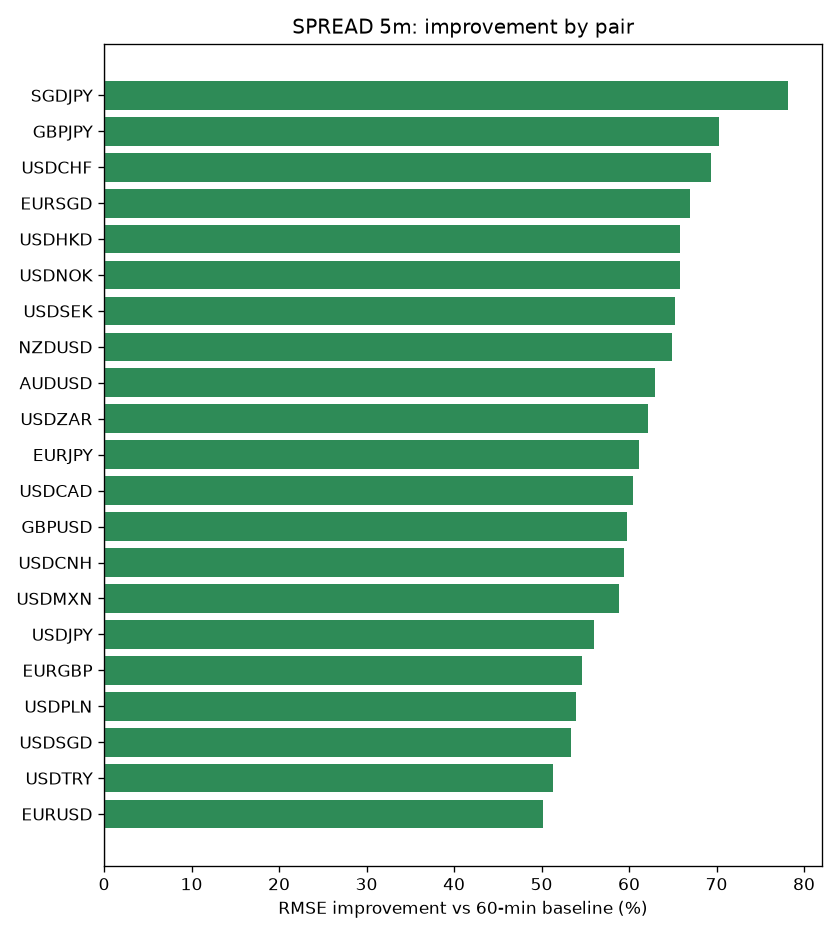 SPREAD 5m: improvement by pair
SGDJPY
GBPJPY
USDCHF
EURSGD
USDHKD
USDNOK
USDSEK
NZDUSD
AUDUSD
USDZAR
EURJPY
USDCAD
GBPUSD
USDCNH
USDMXN
USDJPY
EURGBP
USDPLN
USDSGD
USDTRY
EURUSD
0 10 20 30 40 50 60 70 80
RMSE improvement vs 60-min baseline (%)